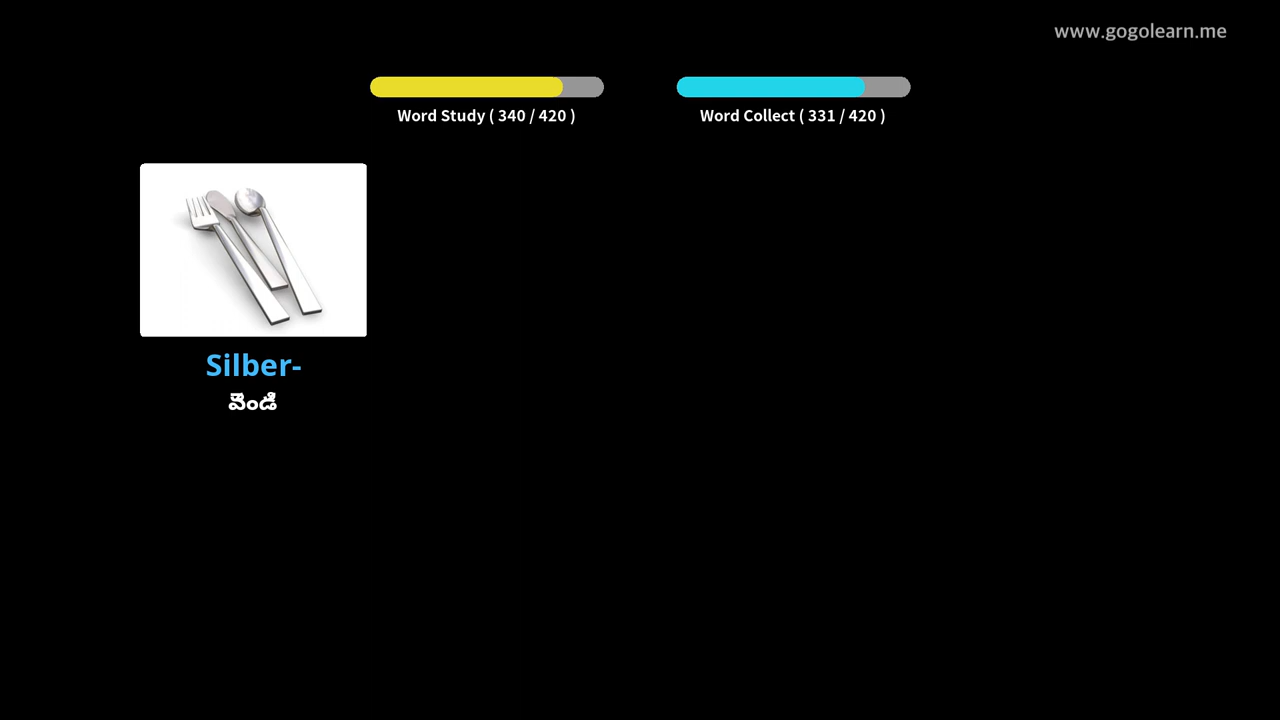 www.gogolearn.me
Word Study ( 340 / 420 )
Word Collect ( 331 / 420 )
Silber-
వెండి